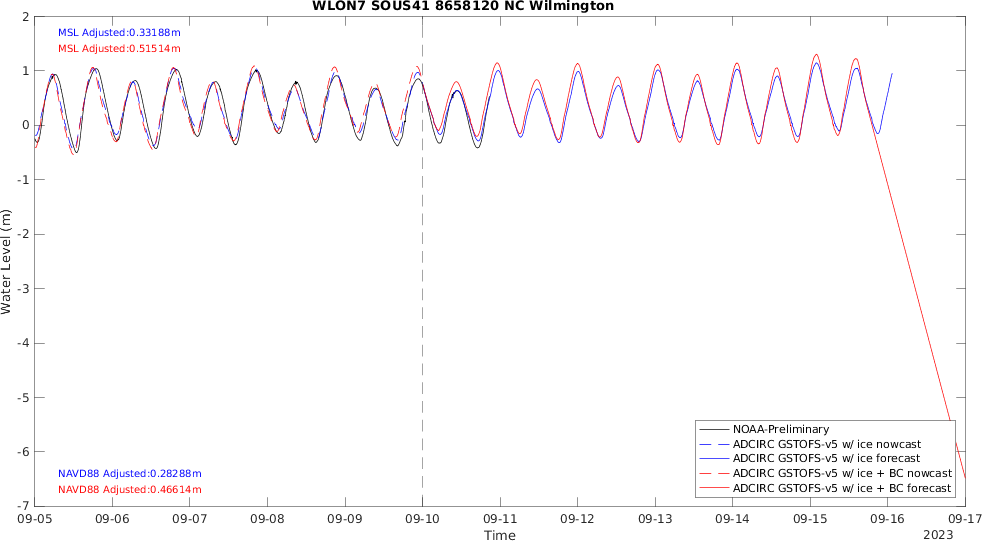 WLON7 SOUS41 8658120 NC Wilmington
MSL Adjusted:0.33188m
MSL Adjusted:0.51514m
2
1
0
-1
-2
-3
-4
-5
-6
-7
Water Level (m)
NAVD88 Adjusted:0.28288m
NAVD88 Adjusted:0.46614m
NOAA-Preliminary
ADCIRC GSTOFS-v5 w/ ice nowcast
ADCIRC GSTOFS-v5 w/ ice forecast
ADCIRC GSTOFS-v5 w/ ice + BC nowcast
ADCIRC GSTOFS-v5 w/ ice + BC forecast
09-05 09-06 09-07 09-08 09-09 09-10 09-11 09-12 09-13 09-14 09-15 09-16 09-17
Time
2023